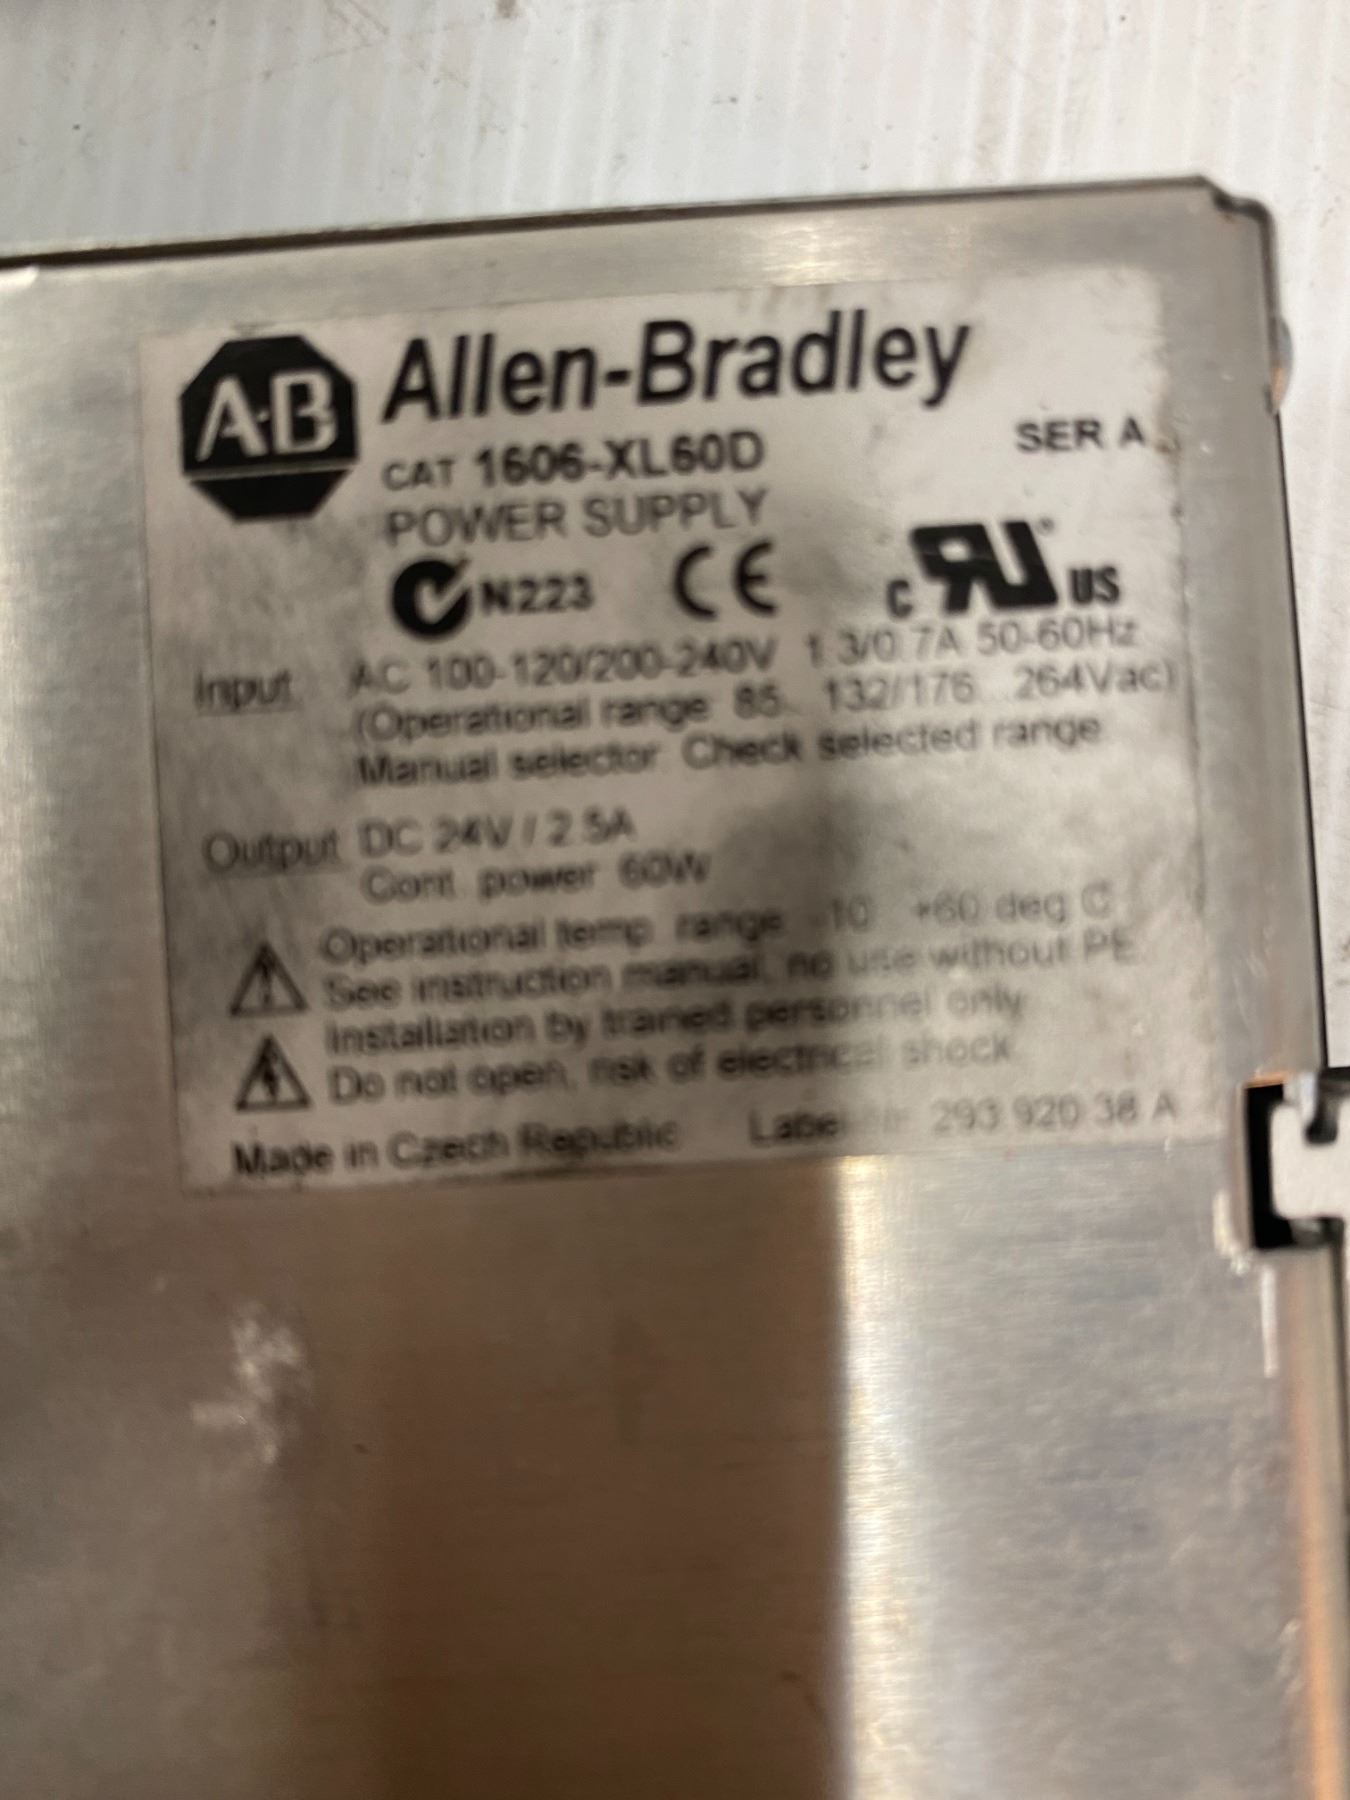 A·B Allen-Bradley
CAT 1606-XL60D SER A
POWER SUPPLY
N223 CE C RU US
Input AC 100-120/200-240V 1.3/0.7A 50-60Hz
(Operational range 85... 132/176...264Vac)
Manual selector. Check selected range
Output DC 24V / 2.5A
Cont. power 60W
Operational temp. range -10 +60 deg C
See instruction manual, no use without PE.
Installation by trained personnel only
Do not open, risk of electrical shock
Made in Czech Republic Label Nr 293 920 38 A